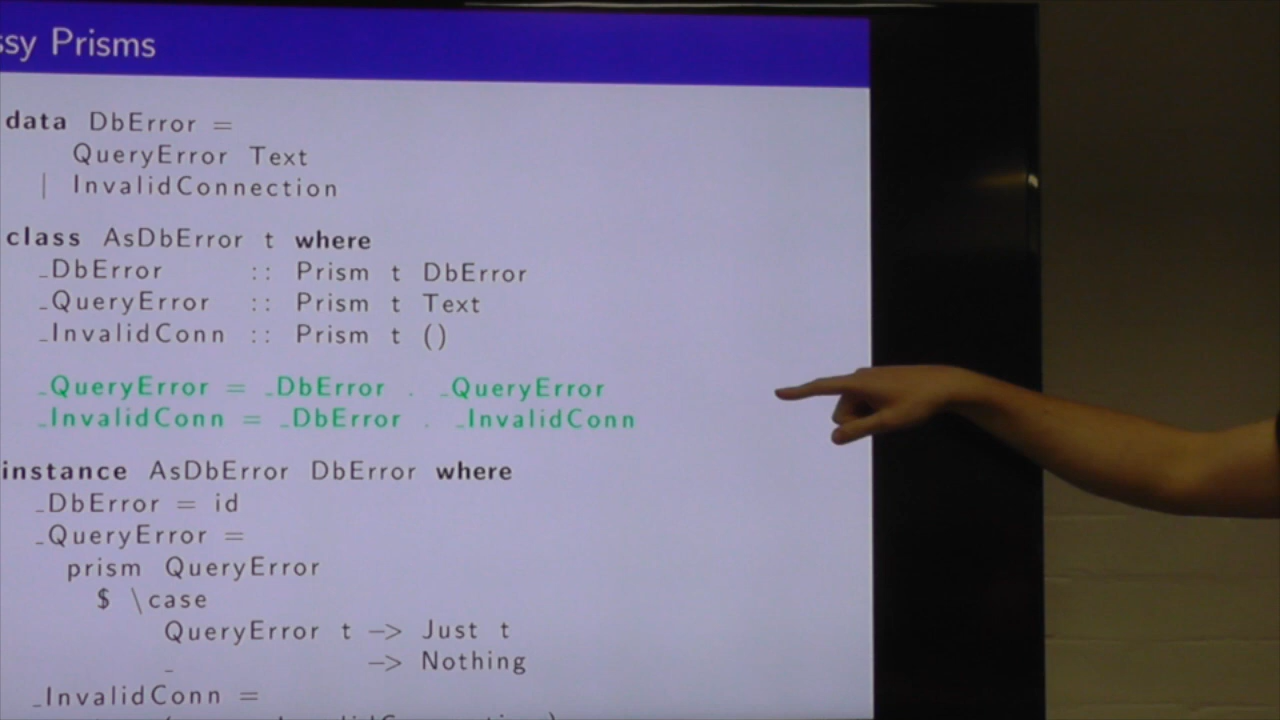 ssy Prisms
data DbError =
QueryError Text
| InvalidConnection
class AsDbError t where
_DbError :: Prism t DbError
_QueryError :: Prism t Text
_InvalidConn :: Prism t ()
_QueryError = _DbError . _QueryError
_InvalidConn = _DbError . _InvalidConn
instance AsDbError DbError where
_DbError = id
_QueryError =
prism QueryError
$ \case
QueryError t -> Just t
_ -> Nothing
_InvalidConn =